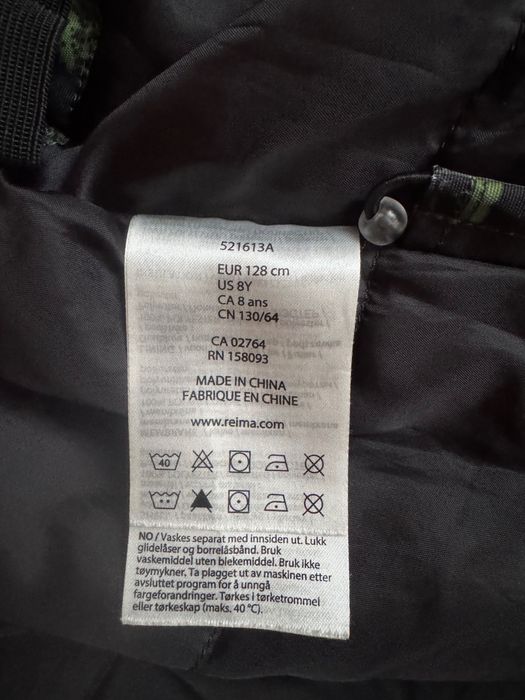 521613A
EUR 128 cm
US 8Y
CA 8 ans
CN 130/64
CA 02764
RN 158093
MADE IN CHINA
FABRIQUE EN CHINE
www.reima.com
40
NO / Vaskes separat med innsiden ut. Lukk
glidelåser og borrelåsbånd. Bruk
vaskemiddel uten blekemiddel. Bruk ikke
tøymykner. Ta plagget ut av maskinen etter
avsluttet program for å unngå
fargeforandringer. Tørkes i tørketrommel
eller tørkeskap (maks. 40 °C).